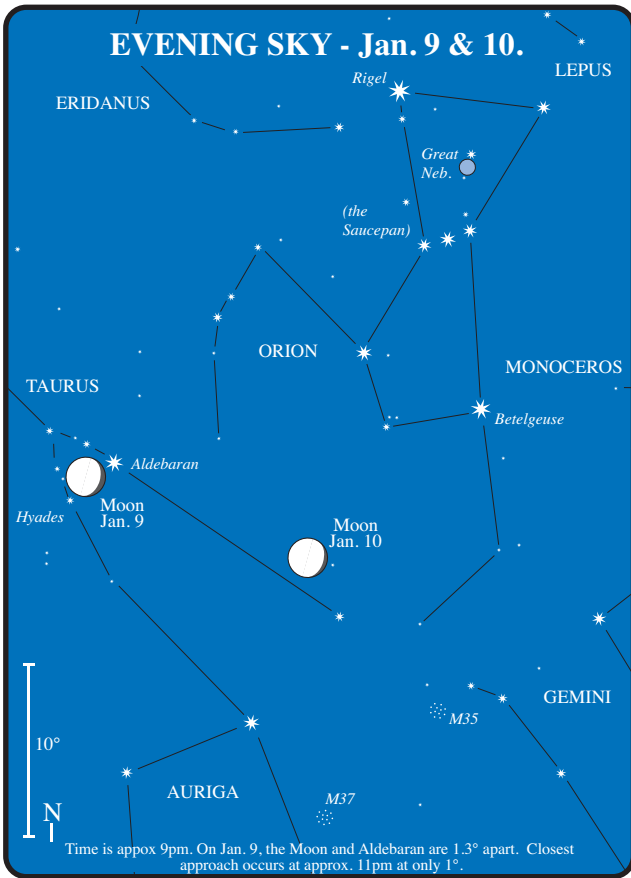 EVENING SKY - Jan. 9 & 10.
LEPUS
Rigel
ERIDANUS
Great
Neb.
(the
Saucepan)
ORION
MONOCEROS
TAURUS
Betelgeuse
Aldebaran
Moon
Jan. 9
Hyades
Moon
Jan. 10
GEMINI
M35
10°
AURIGA
M37
N
Time is appox 9pm. On Jan. 9, the Moon and Aldebaran are 1.3° apart. Closest
approach occurs at approx. 11pm at only 1°.